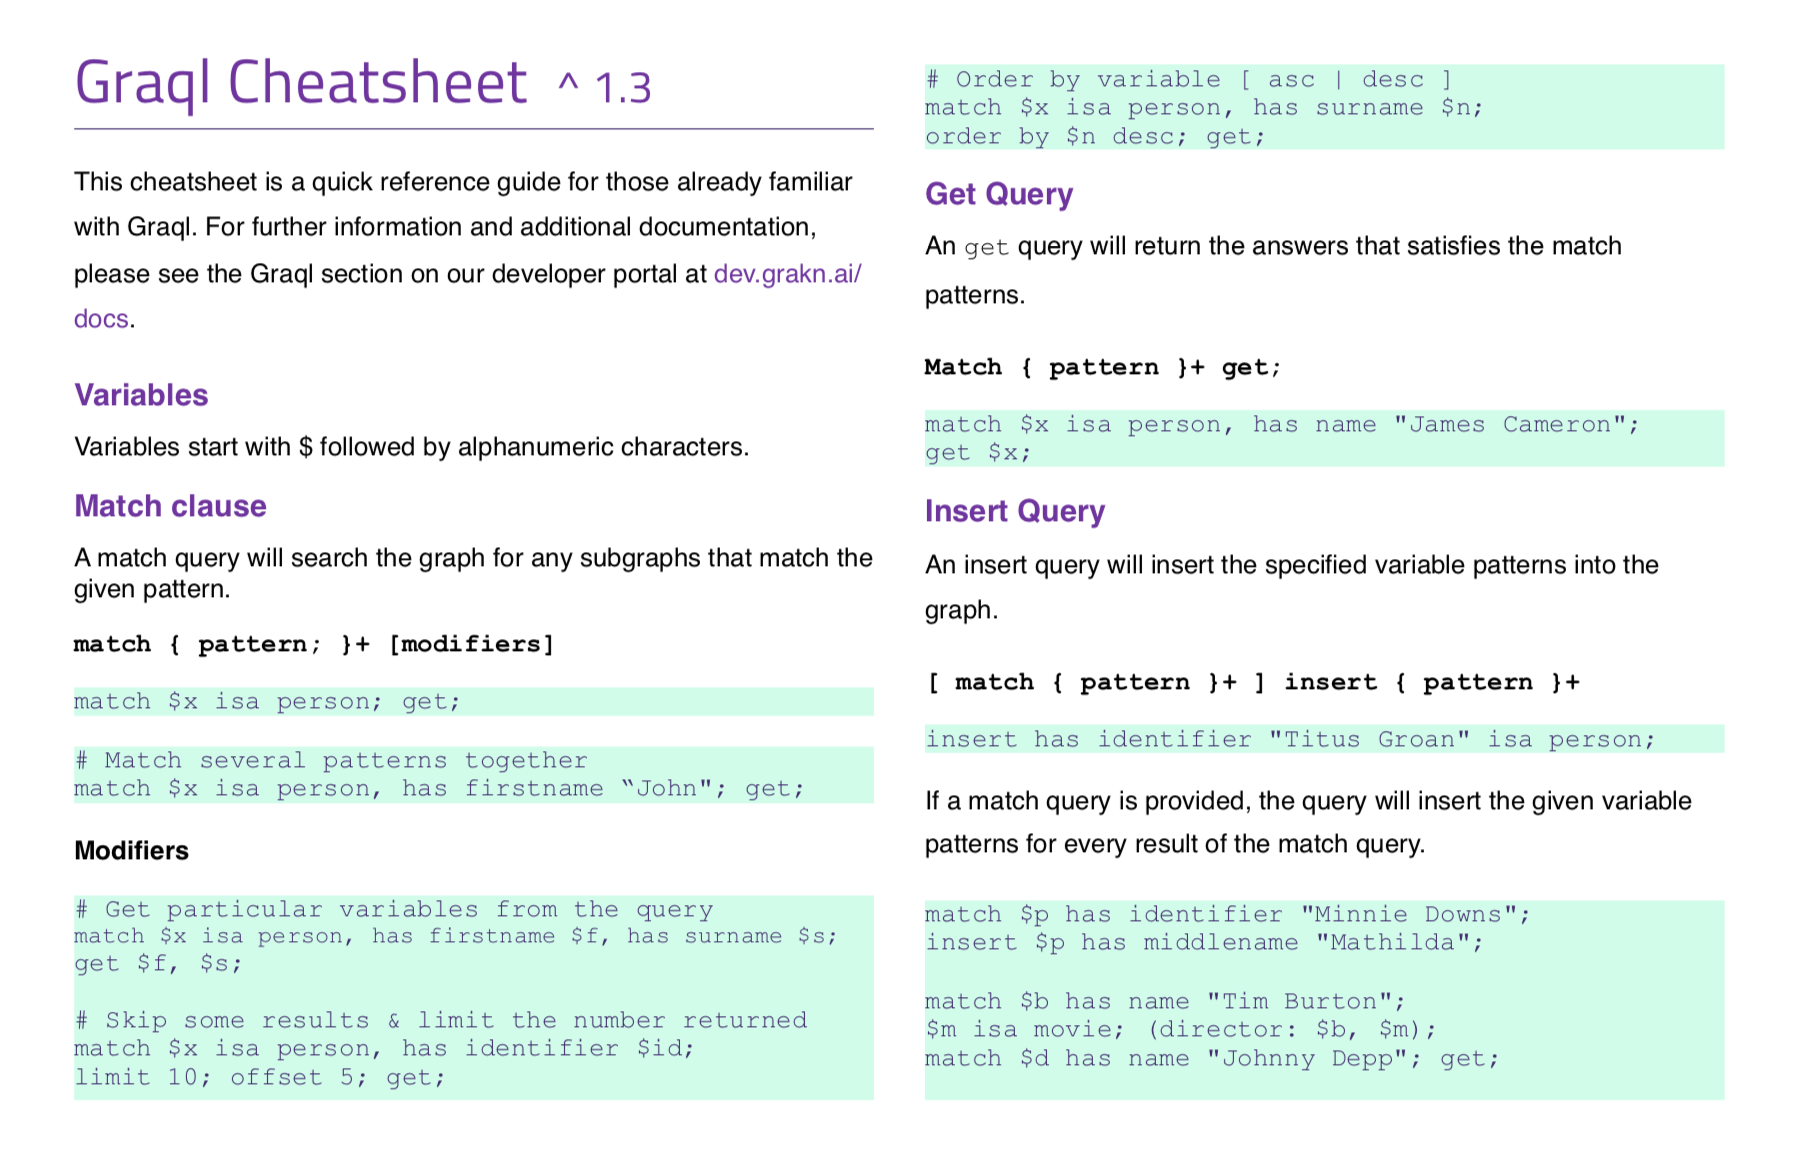 Graql Cheatsheet ^ 1.3
This cheatsheet is a quick reference guide for those already familiar
with Graql. For further information and additional documentation,
please see the Graql section on our developer portal at dev.grakn.ai/
docs.
Variables
Variables start with $ followed by alphanumeric characters.
Match clause
A match query will search the graph for any subgraphs that match the
given pattern.
match { pattern; }+ [modifiers]
match $x isa person; get;
# Match several patterns together
match $x isa person, has firstname “John"; get;
Modifiers
# Get particular variables from the query
match $x isa person, has firstname $f, has surname $s;
get $f, $s;
# Skip some results & limit the number returned
match $x isa person, has identifier $id;
limit 10; offset 5; get;
# Order by variable [ asc | desc ]
match $x isa person, has surname $n;
order by $n desc; get;
Get Query
An get query will return the answers that satisfies the match
patterns.
Match { pattern }+ get;
match $x isa person, has name "James Cameron";
get $x;
Insert Query
An insert query will insert the specified variable patterns into the
graph.
[ match { pattern }+ ] insert { pattern }+
insert has identifier "Titus Groan" isa person;
If a match query is provided, the query will insert the given variable
patterns for every result of the match query.
match $p has identifier "Minnie Downs";
insert $p has middlename "Mathilda";
match $b has name "Tim Burton";
$m isa movie; (director: $b, $m);
match $d has name "Johnny Depp"; get;